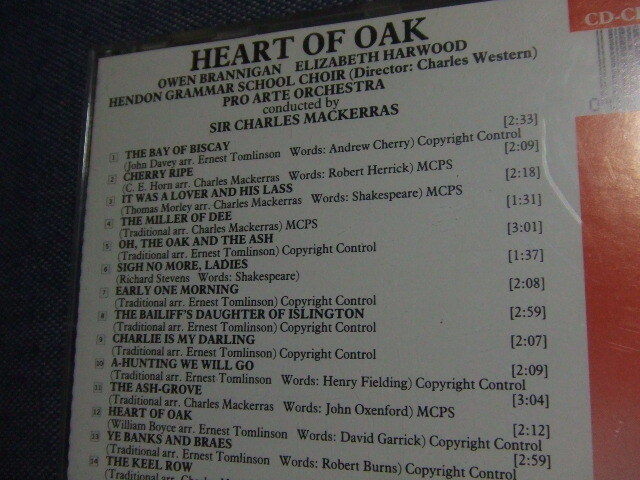 HEART OF OAK
OWEN BRANNIGAN ELIZABETH HARWOOD
HENDON GRAMMAR SCHOOL CHOIR (Director: Charles Western)
PRO ARTE ORCHESTRA
conducted by
SIR CHARLES MACKERRAS
1 THE BAY OF BISCAY [2:33]
(John Davey arr. Ernest Tomlinson Words: Andrew Cherry) Copyright Control
2 CHERRY RIPE [2:09]
(C. E. Horn arr. Charles Mackerras Words: Robert Herrick) MCPS
3 IT WAS A LOVER AND HIS LASS [2:18]
(Thomas Morley arr. Charles Mackerras Words: Shakespeare) MCPS
4 THE MILLER OF DEE [1:31]
(Traditional arr. Charles Mackerras) MCPS
5 OH, THE OAK AND THE ASH [3:01]
(Traditional arr. Ernest Tomlinson) Copyright Control
6 SIGH NO MORE, LADIES [1:37]
(Richard Stevens Words: Shakespeare)
7 EARLY ONE MORNING [2:08]
(Traditional arr. Ernest Tomlinson) Copyright Control
8 THE BAILIFF'S DAUGHTER OF ISLINGTON [2:59]
(Traditional arr. Ernest Tomlinson) Copyright Control
9 CHARLIE IS MY DARLING [2:07]
(Traditional arr. Ernest Tomlinson) Copyright Control
10 A-HUNTING WE WILL GO [2:09]
(Traditional arr. Ernest Tomlinson Words: Henry Fielding) Copyright Control
11 THE ASH-GROVE [3:04]
(Traditional arr. Charles Mackerras Words: John Oxenford) MCPS
12 HEART OF OAK [2:12]
(William Boyce arr. Ernest Tomlinson Words: David Garrick) Copyright Control
13 YE BANKS AND BRAES [2:59]
(Traditional arr. Ernest Tomlinson Words: Robert Burns) Copyright Control
14 THE KEEL ROW
CD-CF